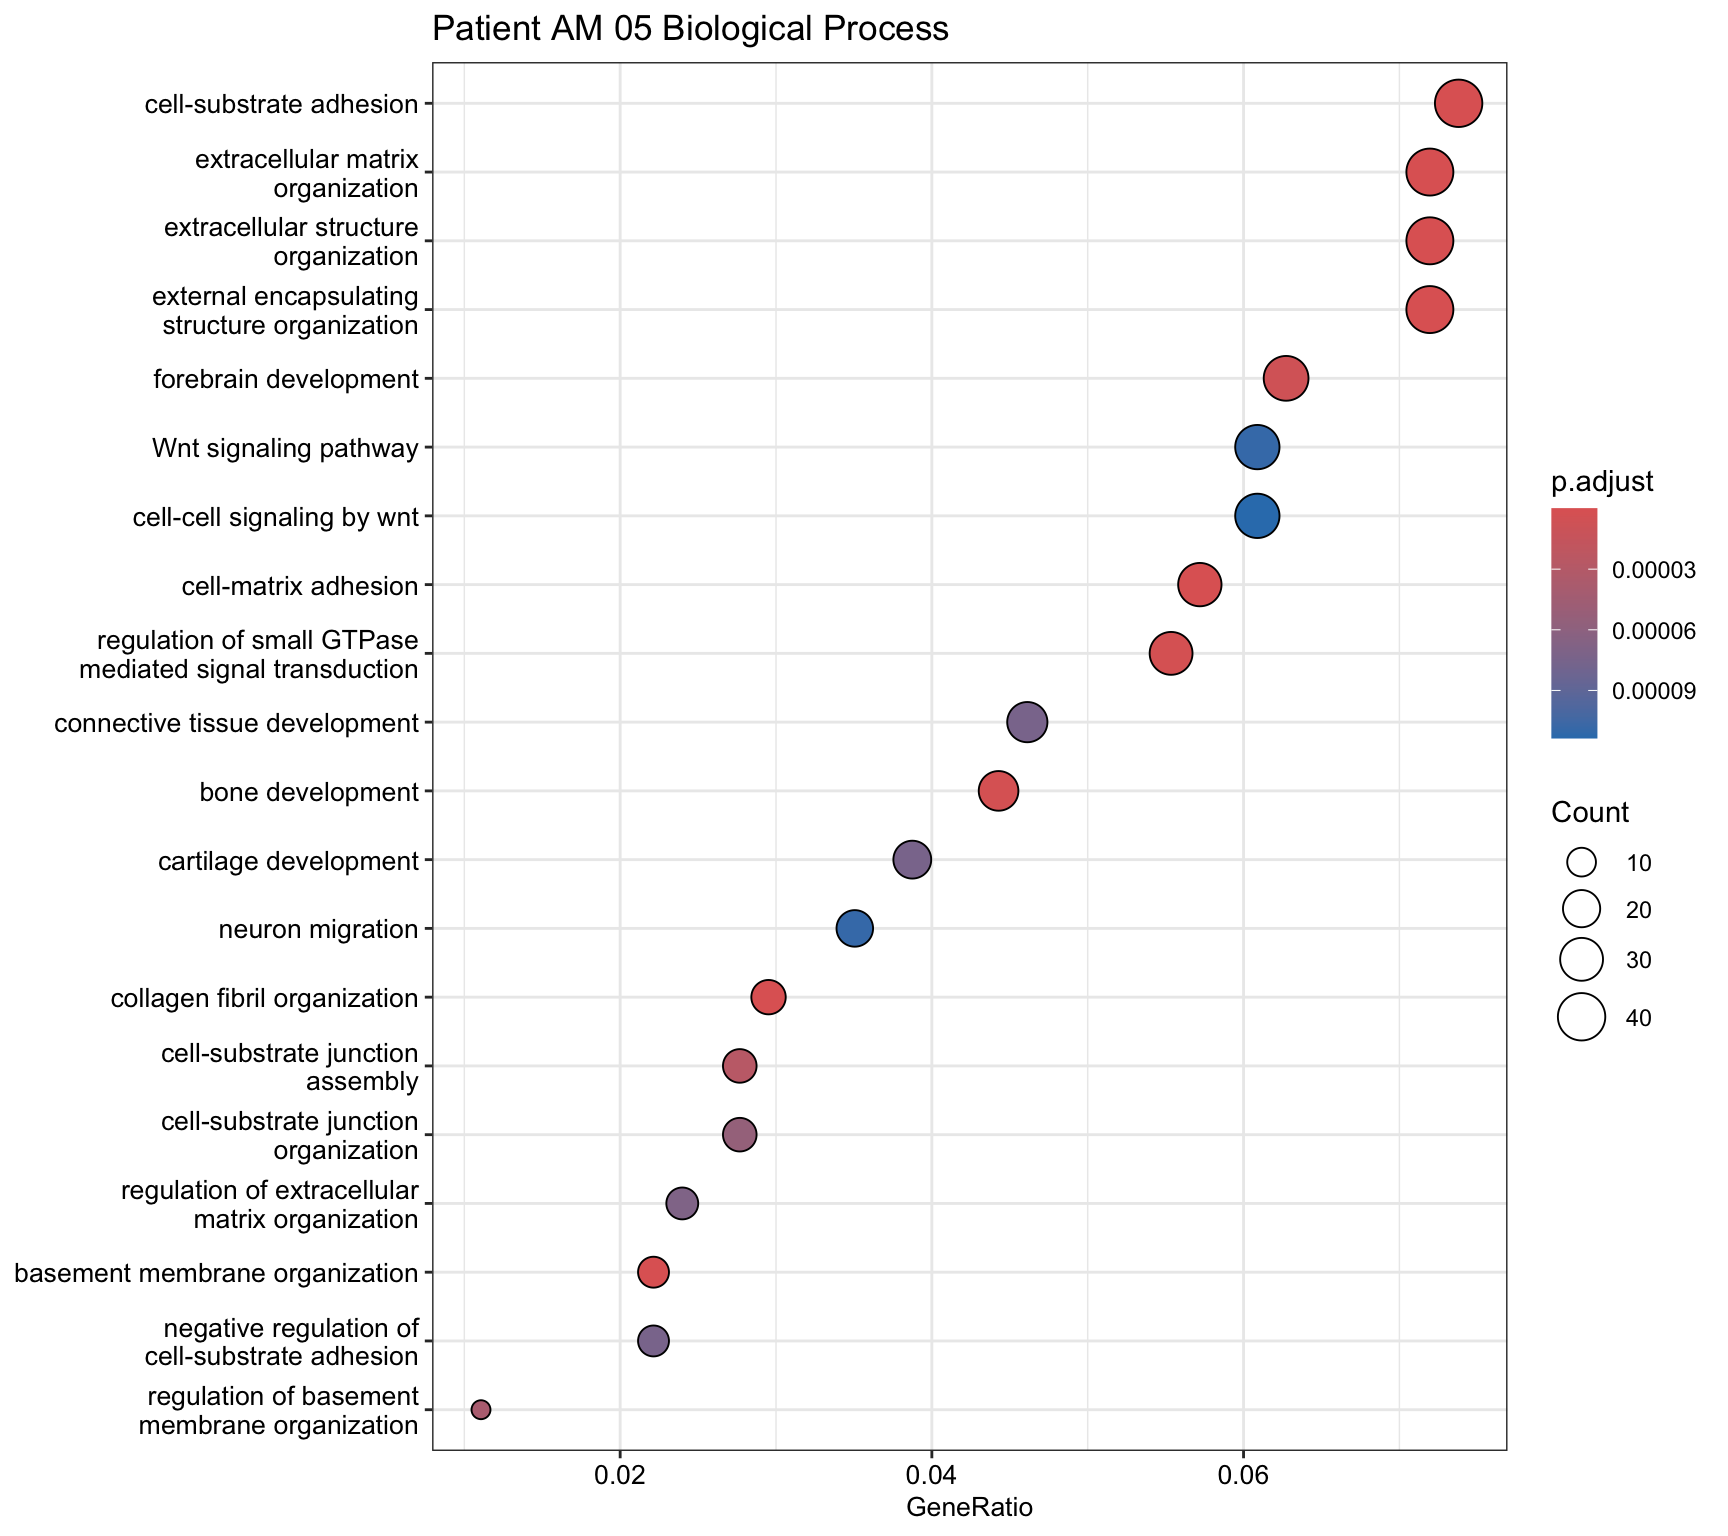 Patient AM 05 Biological Process
cell-substrate adhesion
extracellular matrix
organization
extracellular structure
organization
external encapsulating
structure organization
forebrain development
Wnt signaling pathway
cell-cell signaling by wnt
cell-matrix adhesion
regulation of small GTPase
mediated signal transduction
connective tissue development
bone development
cartilage development
neuron migration
collagen fibril organization
cell-substrate junction
assembly
cell-substrate junction
organization
regulation of extracellular
matrix organization
basement membrane organization
negative regulation of
cell-substrate adhesion
regulation of basement
membrane organization
0.02
0.04
0.06
GeneRatio
p.adjust
0.00003
0.00006
0.00009
Count
10
20
30
40